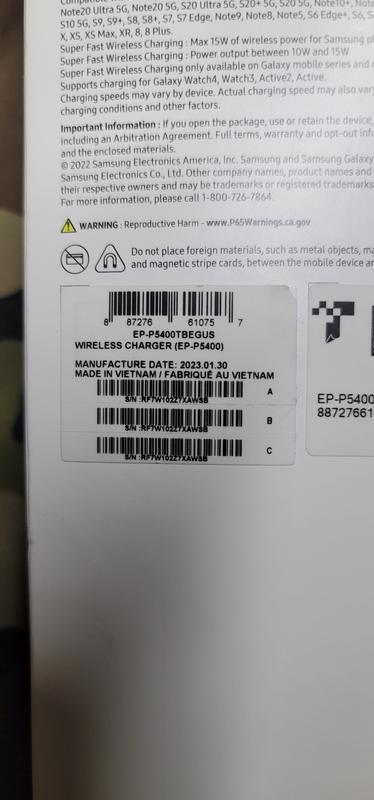 Note20 Ultra 5G, Note20 5G, S20 Ultra 5G, S20+ 5G, S20 5G, Note10+, Note
S10 5G, S9, S9+, S8, S8+, S7, S7 Edge, Note9, Note8, Note5, S6 Edge+, S6,
X, XS, XS Max, XR, 8, 8 Plus.
Super Fast Wireless Charging : Max 15W of wireless power for Samsung
Super Fast Wireless Charging : Power output between 10W and 15W
Super Fast Wireless Charging only available on Galaxy mobile series and
Supports charging for Galaxy Watch4, Watch3, Active2, Active.
Charging speeds may vary by device. Actual charging speed may also vary
charging conditions and other factors.
Important Information : If you open the package, use or retain the device,
including an Arbitration Agreement. Full terms, warranty and opt-out
and the enclosed materials.
© 2022 Samsung Electronics America, Inc. Samsung and Samsung Galaxy
Samsung Electronics Co., Ltd. Other company names, product names and
their respective owners and may be trademarks or registered trademarks
For more information, please call 1-800-726-7864.
WARNING : Reproductive Harm - www.P65Warnings.ca.gov
Do not place foreign materials, such as metal objects,
and magnetic stripe cards, between the mobile device
8 87276 61075 7
EP-P5400TBEGUS
WIRELESS CHARGER (EP-P5400)
MANUFACTURE DATE: 2023.01.30
MADE IN VIETNAM / FABRIQUÉ AU VIETNAM
A
S/N :RF7W102Z7XAWSB
B
S/N :RF7W102Z7XAWSB
C
S/N :RF7W102Z7XAWSB
EP-P5400
88727661